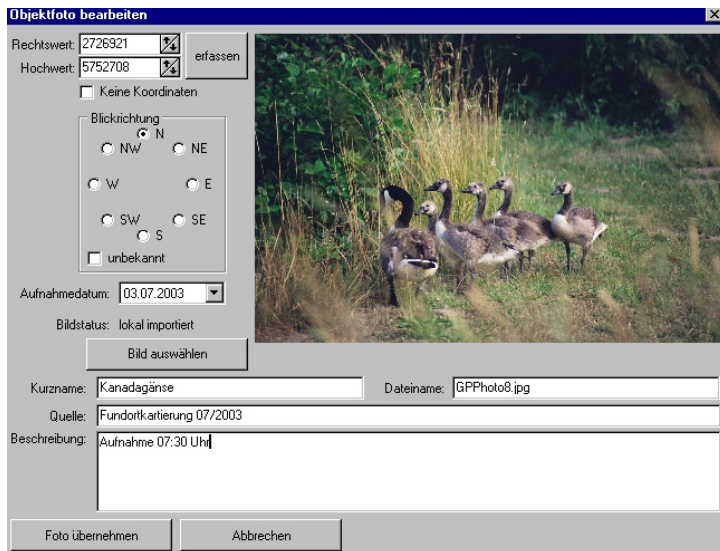 Objektfoto bearbeiten
Rechtswert: 2726921
erfassen
Hochwert: 5752708
Keine Koordinaten
Blickrichtung
N
NW NE
W E
SW SE
S
unbekannt
Aufnahmedatum: 03.07.2003
Bildstatus: lokal importiert
Bild auswählen
Kurzname: Kanadagänse Dateiname: GPPhoto8.jpg
Quelle: Fundortkartierung 07/2003
Beschreibung: Aufnahme 07:30 Uhr
Foto übernehmen Abbrechen